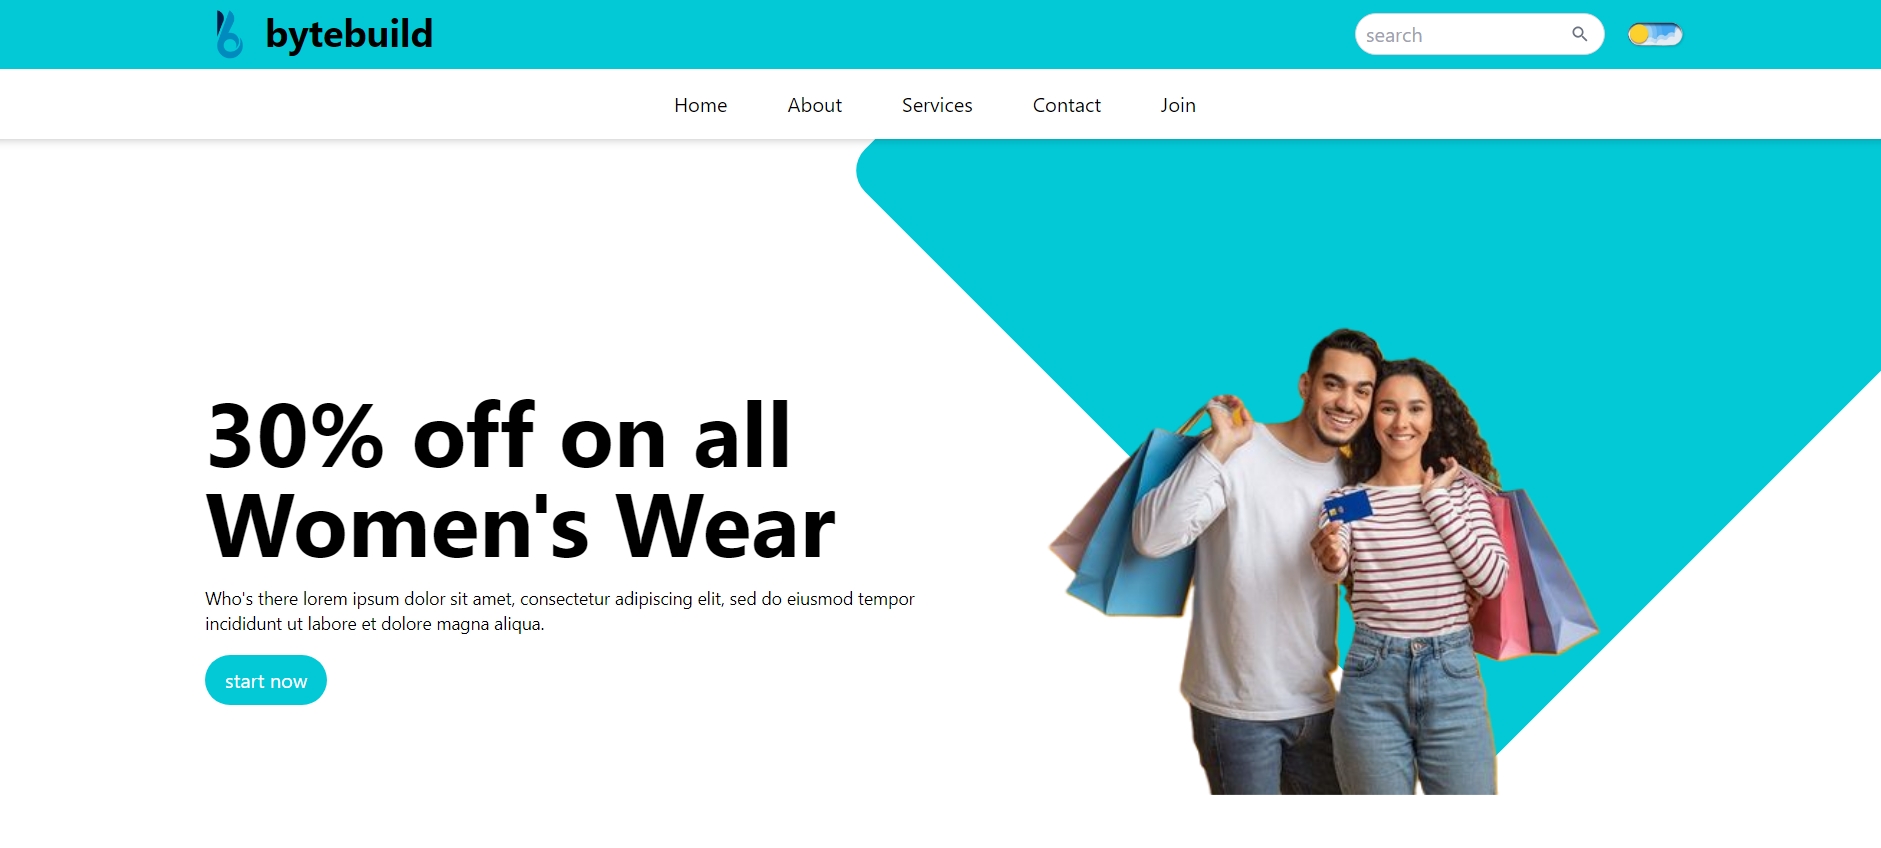 bytebuild
search
Home
About
Services
Contact
Join
30% off on all
Women's Wear
Who's there lorem ipsum dolor sit amet, consectetur adipiscing elit, sed do eiusmod tempor
incididunt ut labore et dolore magna aliqua.
start now